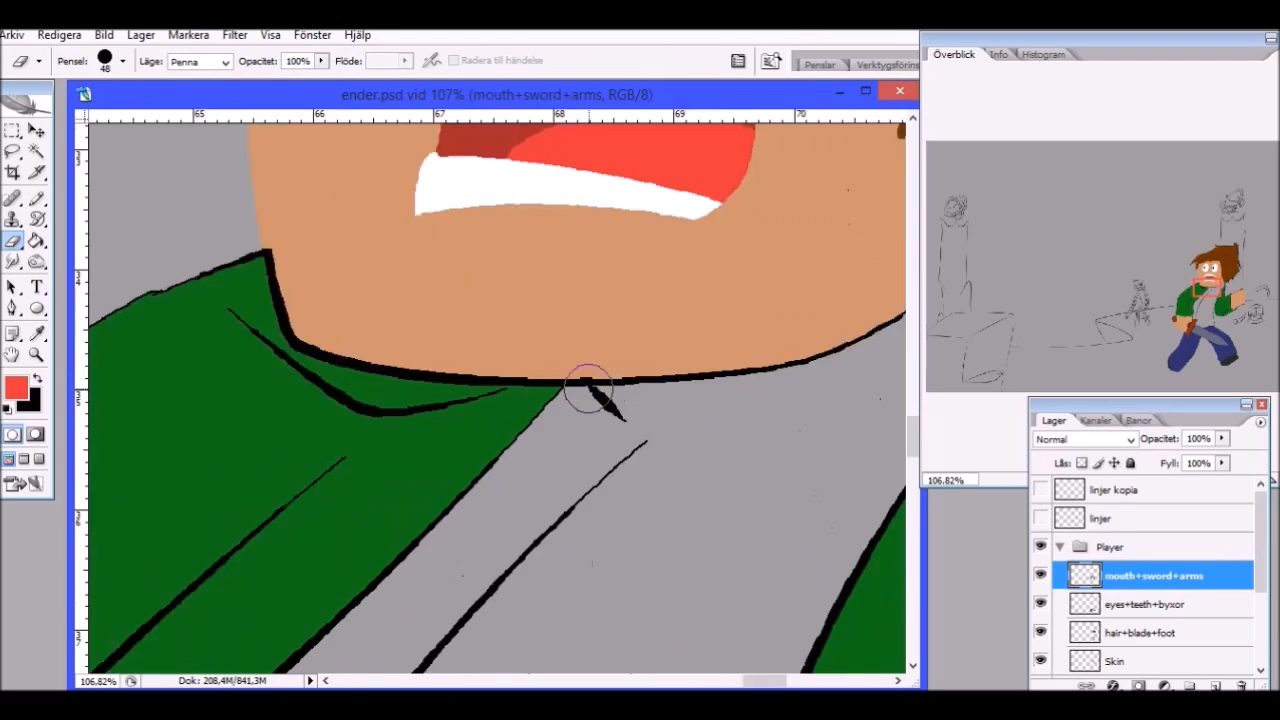 Arkiv Redigera Bild Lager Markera Filter Visa Fönster Hjälp
Pensel: 48 Läge: Penna Opacitet: 100% Flöde: Radera till händelse Penslar Verktygsförins
ender.psd vid 107% (mouth+sword+arms, RGB/8)
65 66 67 68 69 70
106,82% Dok: 208,4M/841,3M
Överblick Info Histogram
106.82%
Lager Kanaler Banor
Normal Opacitet: 100%
Lås: Fyll: 100%
linjer kopia
linjer
Player
mouth+sword+arms
eyes+teeth+byxor
hair+blade+foot
Skin